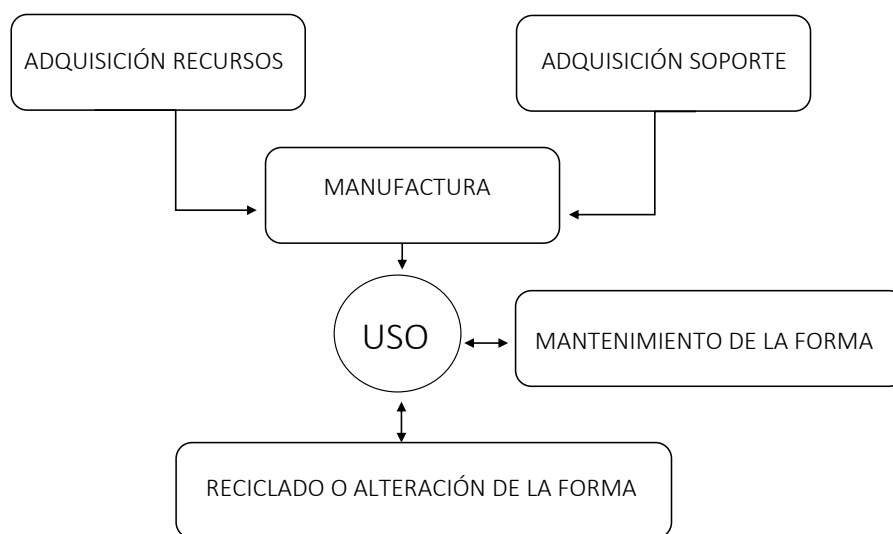 ADQUISICIÓN RECURSOS
ADQUISICIÓN SOPORTE
MANUFACTURA
USO
MANTENIMIENTO DE LA FORMA
RECICLADO O ALTERACIÓN DE LA FORMA